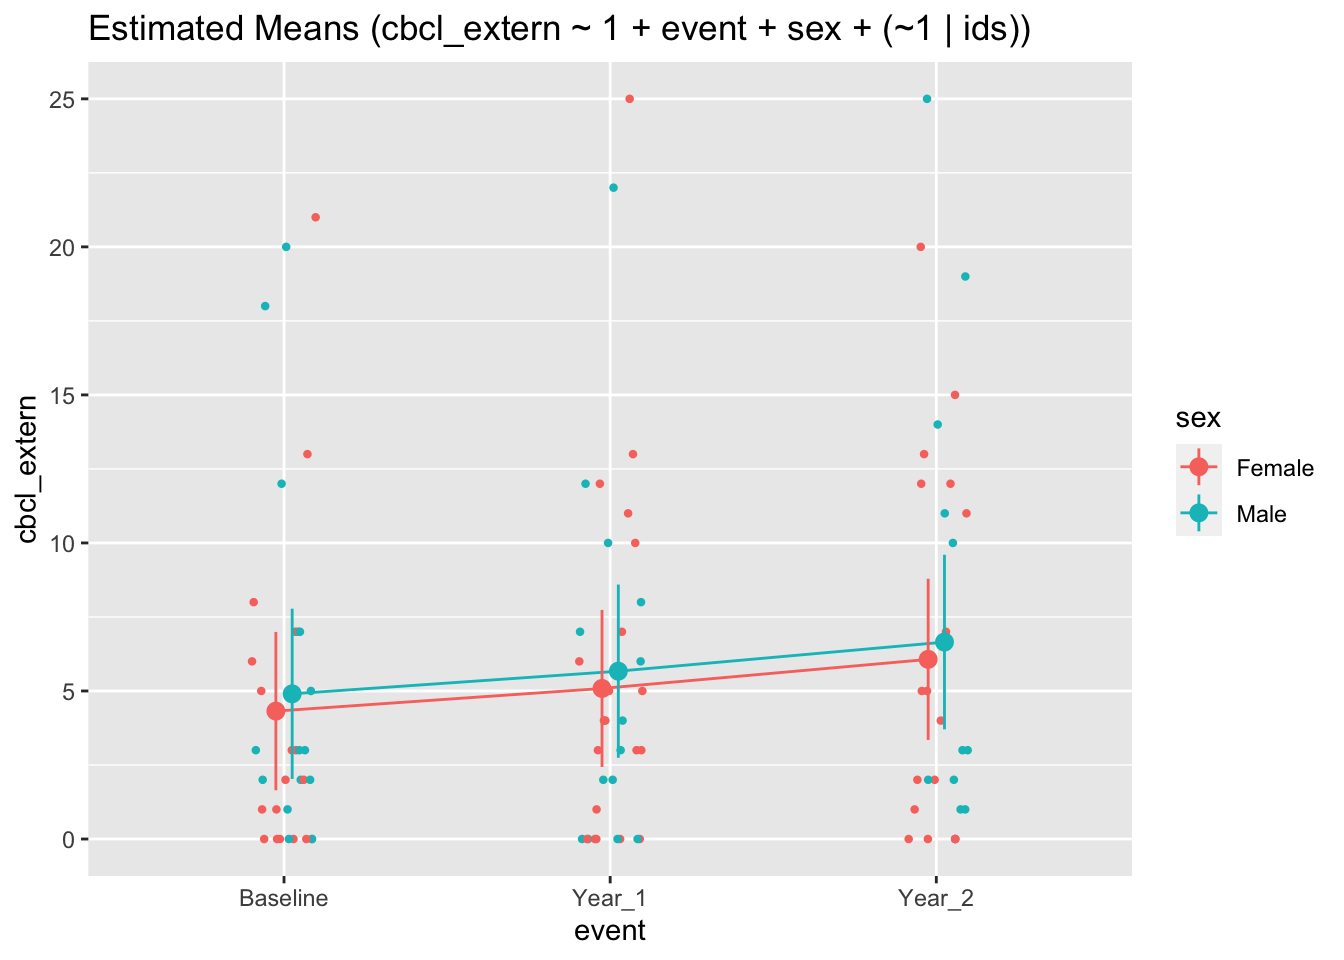 Estimated Means (cbcl_extern ~ 1 + event + sex + (~1 | ids))
25
20
15
10
5
0
cbcl_extern
Baseline
Year_1
Year_2
event
sex
Female
Male